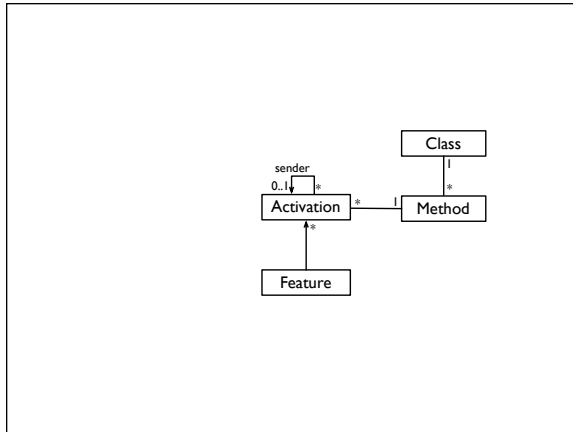 Class
1
sender
0..1
*
*
Activation
*
1
Method
*
Feature